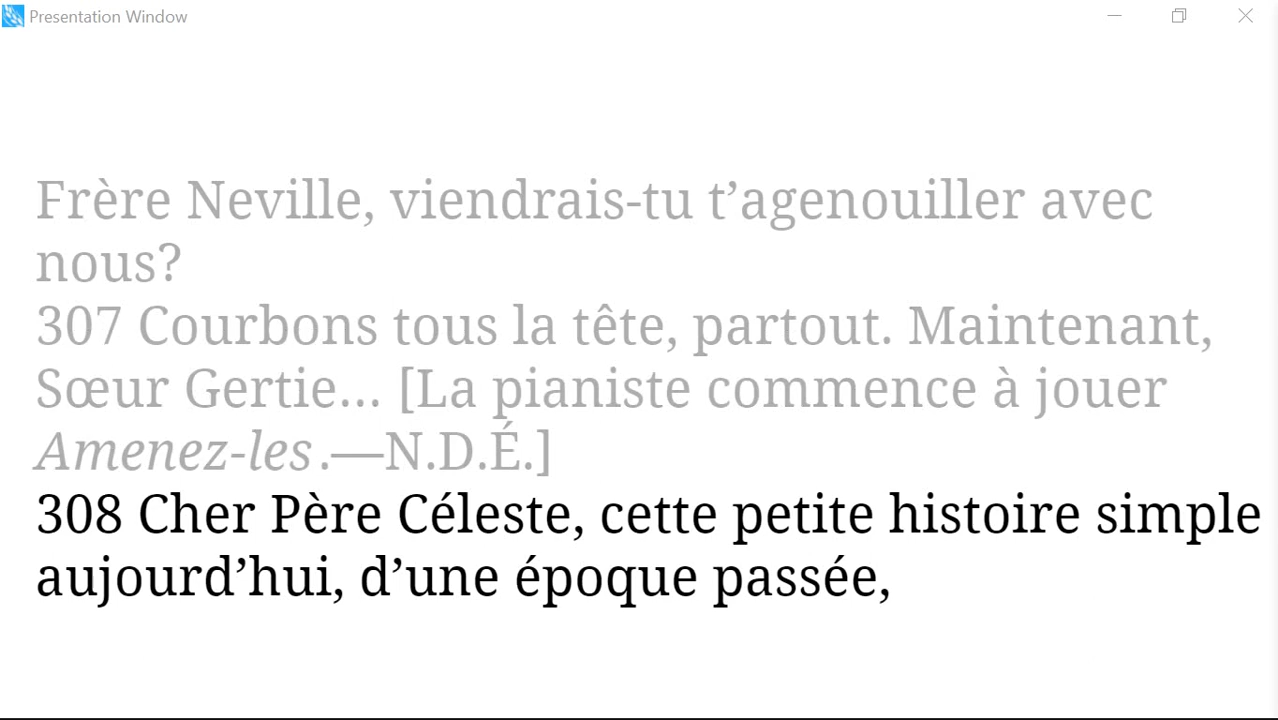 Presentation Window
Frère Neville, viendrais-tu t’agenouiller avec
nous?
307 Courbons tous la tête, partout. Maintenant,
Sœur Gertie... [La pianiste commence à jouer
Amenez-les.—N.D.É.]
308 Cher Père Céleste, cette petite histoire simple
aujourd’hui, d’une époque passée,